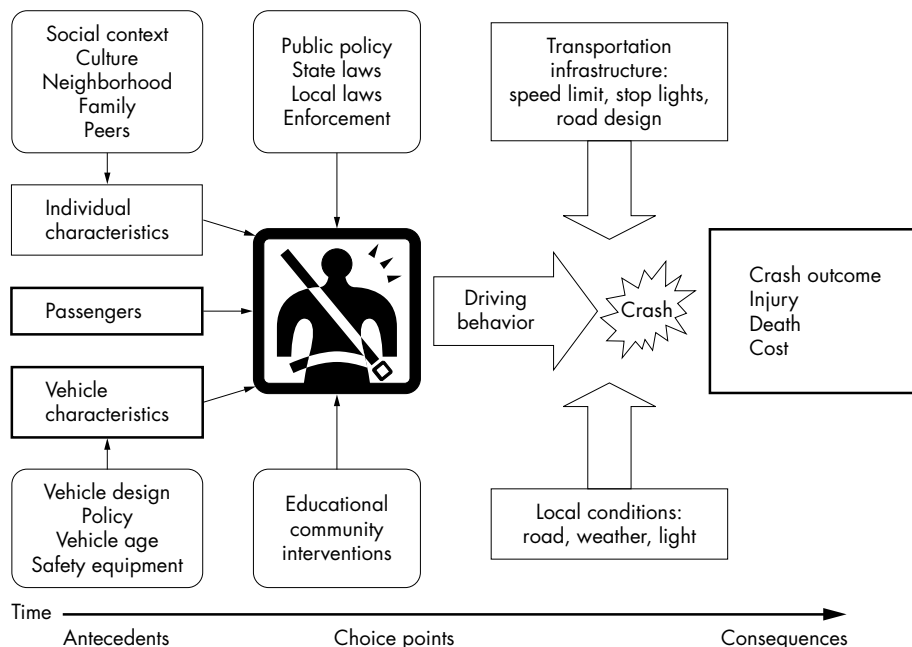 Social context
Culture
Neighborhood
Family
Peers
Public policy
State laws
Local laws
Enforcement
Transportation
infrastructure:
speed limit, stop lights,
road design
Individual
characteristics
Passengers
Vehicle
characteristics
Driving
behavior
Crash
Crash outcome
Injury
Death
Cost
Vehicle design
Policy
Vehicle age
Safety equipment
Educational
community
interventions
Local conditions:
road, weather, light
Time
Antecedents
Choice points
Consequences